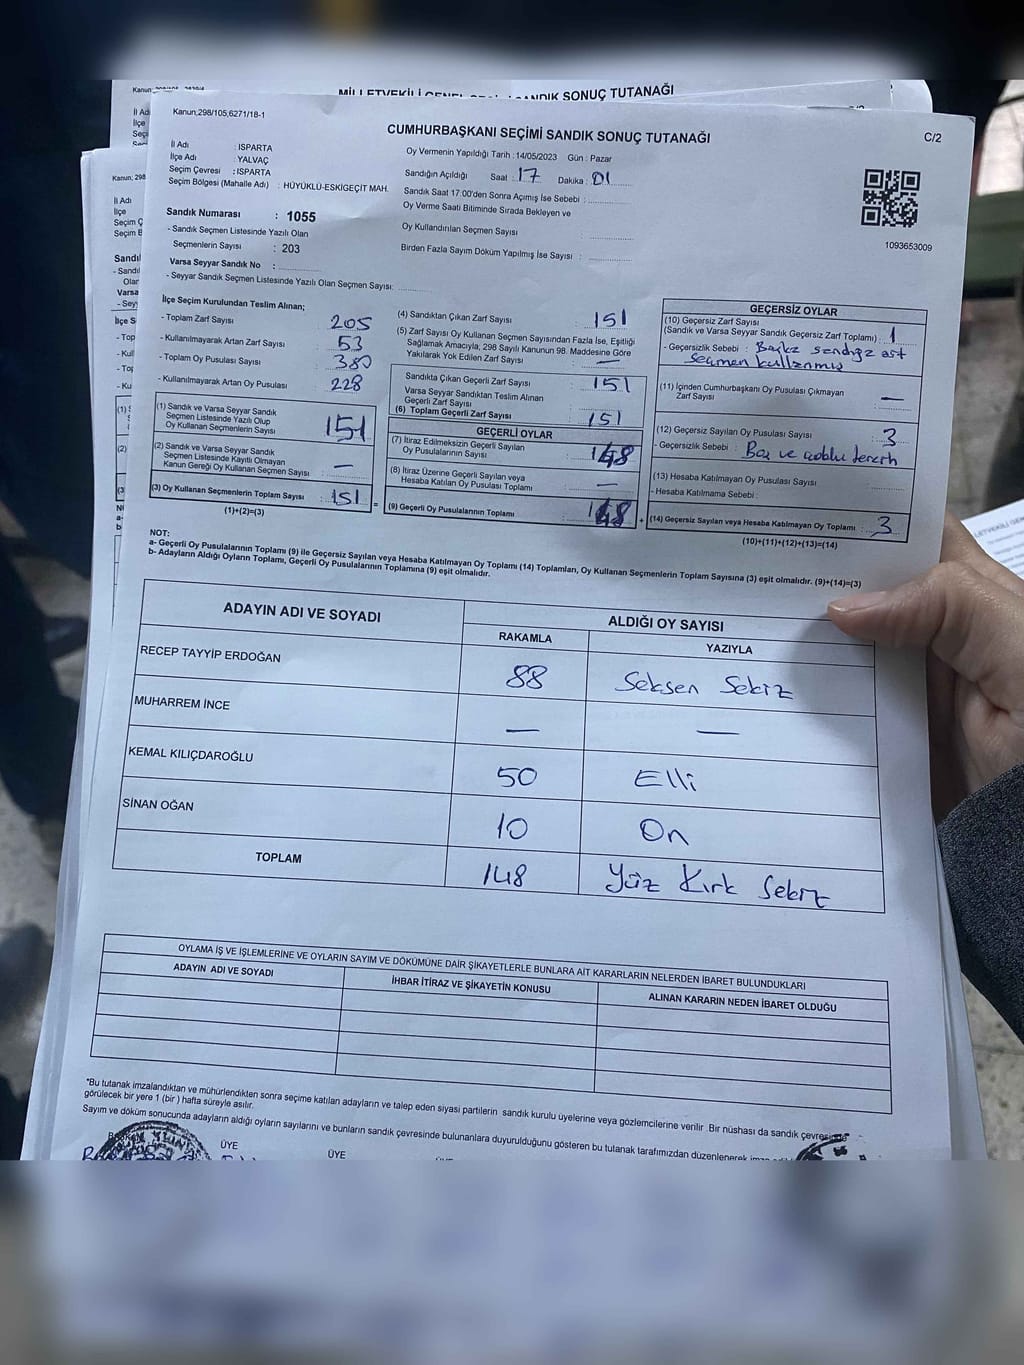 MİLLETVEKİLİ GENEL SEÇİMİ SANDIK SONUÇ TUTANAĞI
Kanun;298/105;6271/18-1
CUMHURBAŞKANI SEÇİMİ SANDIK SONUÇ TUTANAĞI
C/2
İl Adı : ISPARTA
İlçe Adı : YALVAÇ
Seçim Çevresi : ISPARTA
Seçim Bölgesi (Mahalle Adı) : HÜYÜKLÜ-ESKİGEÇİT MAH.
Oy Vermenin Yapıldığı Tarih : 14/05/2023 Gün : Pazar
Sandığın Açıldığı Saat : 17 Dakika : 01
Sandık Saat 17:00'den Sonra Açımış İse Sebebi :
Oy Verme Saati Bitiminde Sırada Bekleyen ve
Oy Kullandırılan Seçmen Sayısı :
Birden Fazla Sayım Döküm Yapılmış İse Sayısı :
1093653009
Sandık Numarası : 1055
- Sandık Seçmen Listesinde Yazılı Olan
Seçmenlerin Sayısı : 203
Varsa Seyyar Sandık No :
- Seyyar Sandık Seçmen Listesinde Yazılı Olan Seçmen Sayısı:
İlçe Seçim Kurulundan Teslim Alınan;
- Toplam Zarf Sayısı : 205
- Kullanılmayarak Artan Zarf Sayısı : 53
- Toplam Oy Pusulası Sayısı : 380
- Kullanılmayarak Artan Oy Pusulası : 228
(1) Sandık ve Varsa Seyyar Sandık
Seçmen Listesinde Yazılı Olup
Oy Kullanan Seçmenlerin Sayısı : 151
(2) Sandık ve Varsa Seyyar Sandık
Seçmen Listesinde Kayıtlı Olmayan
Kanun Gereği Oy Kullanan Seçmen Sayısı : —
(3) Oy Kullanan Seçmenlerin Toplam Sayısı : 151
(1)+(2)=(3)
(4) Sandıktan Çıkan Zarf Sayısı : 151
(5) Zarf Sayısı Oy Kullanan Seçmen Sayısından Fazla İse, Eşitliği
Sağlamak Amacıyla, 298 Sayılı Kanunun 98. Maddesine Göre
Yakılarak Yok Edilen Zarf Sayısı : —
Sandıkta Çıkan Geçerli Zarf Sayısı : 151
Varsa Seyyar Sandıktan Teslim Alınan
Geçerli Zarf Sayısı
(6) Toplam Geçerli Zarf Sayısı : 151
GEÇERLİ OYLAR
(7) İtiraz Edilmeksizin Geçerli Sayılan
Oy Pusulalarının Sayısı : 148
(8) İtiraz Üzerine Geçerli Sayılan veya
Hesaba Katılan Oy Pusulası Toplamı : —
(9) Geçerli Oy Pusulalarının Toplamı : 148
GEÇERSİZ OYLAR
(10) Geçersiz Zarf Sayısı
(Sandık ve Varsa Seyyar Sandık Geçersiz Zarf Toplamı) : 1
- Geçersizlik Sebebi : Başka sandığa ait
seçmen kullanmış
(11) İçinden Cumhurbaşkanı Oy Pusulası Çıkmayan
Zarf Sayısı : —
(12) Geçersiz Sayılan Oy Pusulası Sayısı : 3
- Geçersizlik Sebebi : Boş ve çoklu tercih
(13) Hesaba Katılmayan Oy Pusulası Sayısı :
- Hesaba Katılmama Sebebi :
(14) Geçersiz Sayılan veya Hesaba Katılmayan Oy Toplamı : 3
(10)+(11)+(12)+(13)=(14)
NOT:
a- Geçerli Oy Pusulalarının Toplamı (9) ile Geçersiz Sayılan veya Hesaba Katılmayan Oy Toplamı (14) Toplamları, Oy Kullanan Seçmenlerin Toplam Sayısına (3) eşit olmalıdır. (9)+(14)=(3)
b- Adayların Aldığı Oyların Toplamı, Geçerli Oy Pusulalarının Toplamına (9) eşit olmalıdır.
ADAYIN ADI VE SOYADI
ALDIĞI OY SAYISI
RAKAMLA YAZIYLA
RECEP TAYYİP ERDOĞAN 88 Seksen Sekiz
MUHARREM İNCE — —
KEMAL KILIÇDAROĞLU 50 Elli
SİNAN OĞAN 10 On
TOPLAM 148 Yüz Kırk Sekiz
OYLAMA İŞ VE İŞLEMLERİNE VE OYLARIN SAYIM VE DÖKÜMÜNE DAİR ŞİKAYETLERLE BUNLARA AİT KARARLARIN NELERDEN İBARET BULUNDUKLARI
ADAYIN ADI VE SOYADI İHBAR İTİRAZ VE ŞİKAYETİN KONUSU ALINAN KARARIN NEDEN İBARET OLDUĞU
*Bu tutanak imzalandıktan ve mühürlendikten sonra seçime katılan adayların ve talep eden siyasi partilerin sandık kurulu üyelerine veya gözlemcilerine verilir. Bir nüshası da sandık çevresinde
görülecek bir yere 1 (bir ) hafta süreyle asılır.
Sayım ve döküm sonucunda adayların aldığı oyların sayılarını ve bunların sandık çevresinde bulunanlara duyurulduğunu gösteren bu tutanak tarafımızdan düzenlenerek
ÜYE
ÜYE